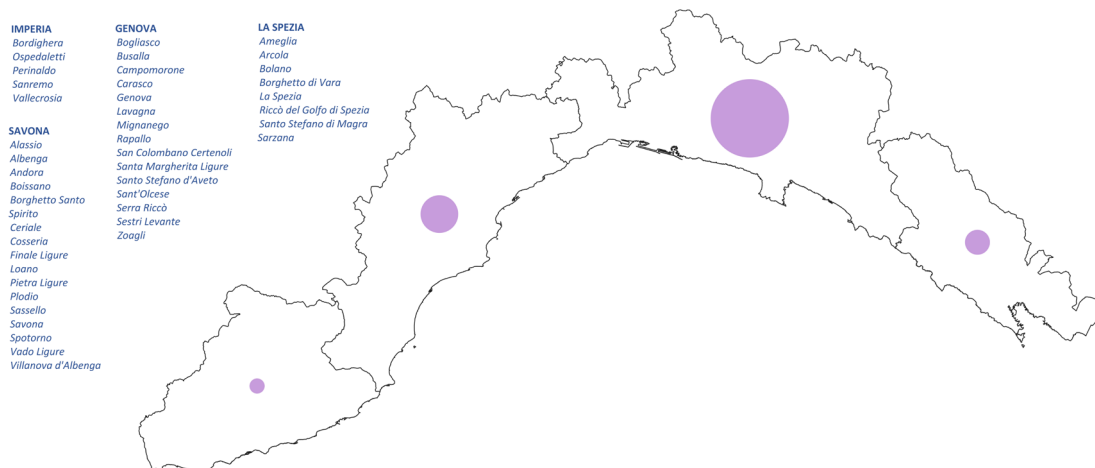 IMPERIA
Bordighera
Ospedaletti
Perinaldo
Sanremo
Vallecrosia
SAVONA
Alassio
Albenga
Andora
Boissano
Borghetto Santo
Spirito
Ceriale
Cosseria
Finale Ligure
Loano
Pietra Ligure
Plodio
Sassello
Savona
Spotorno
Vado Ligure
Villanova d'Albenga
GENOVA
Bogliasco
Busalla
Campomorone
Carasco
Genova
Lavagna
Mignanego
Rapallo
San Colombano Certenoli
Santa Margherita Ligure
Santo Stefano d'Aveto
Sant'Olcese
Serra Riccò
Sestri Levante
Zoagli
LA SPEZIA
Ameglia
Arcola
Bolano
Borghetto di Vara
La Spezia
Riccò del Golfo di Spezia
Santo Stefano di Magra
Sarzana